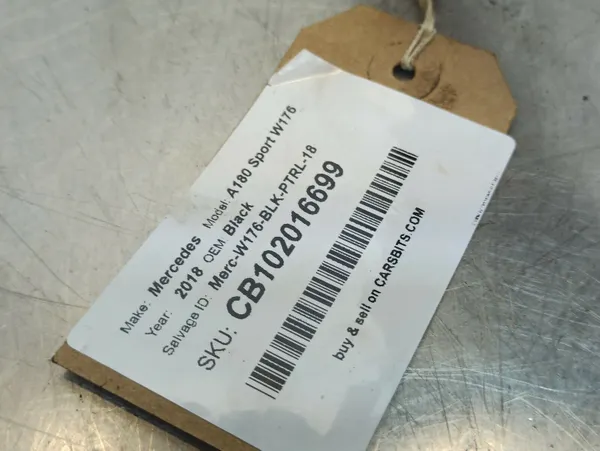 Make: Mercedes Model: A180 Sport W176
Year: 2018 OEM: Black
Salvage ID: Merc-W176-BLK-PTRL-18
SKU: CB102016699
buy & sell on CARSBITS.COM